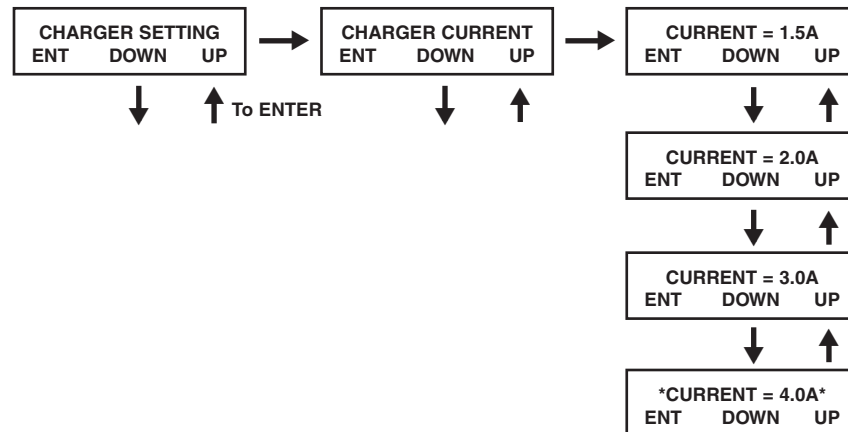 CHARGER SETTING
ENT DOWN UP
To ENTER
CHARGER CURRENT
ENT DOWN UP
CURRENT = 1.5A
ENT DOWN UP
CURRENT = 2.0A
ENT DOWN UP
CURRENT = 3.0A
ENT DOWN UP
*CURRENT = 4.0A*
ENT DOWN UP